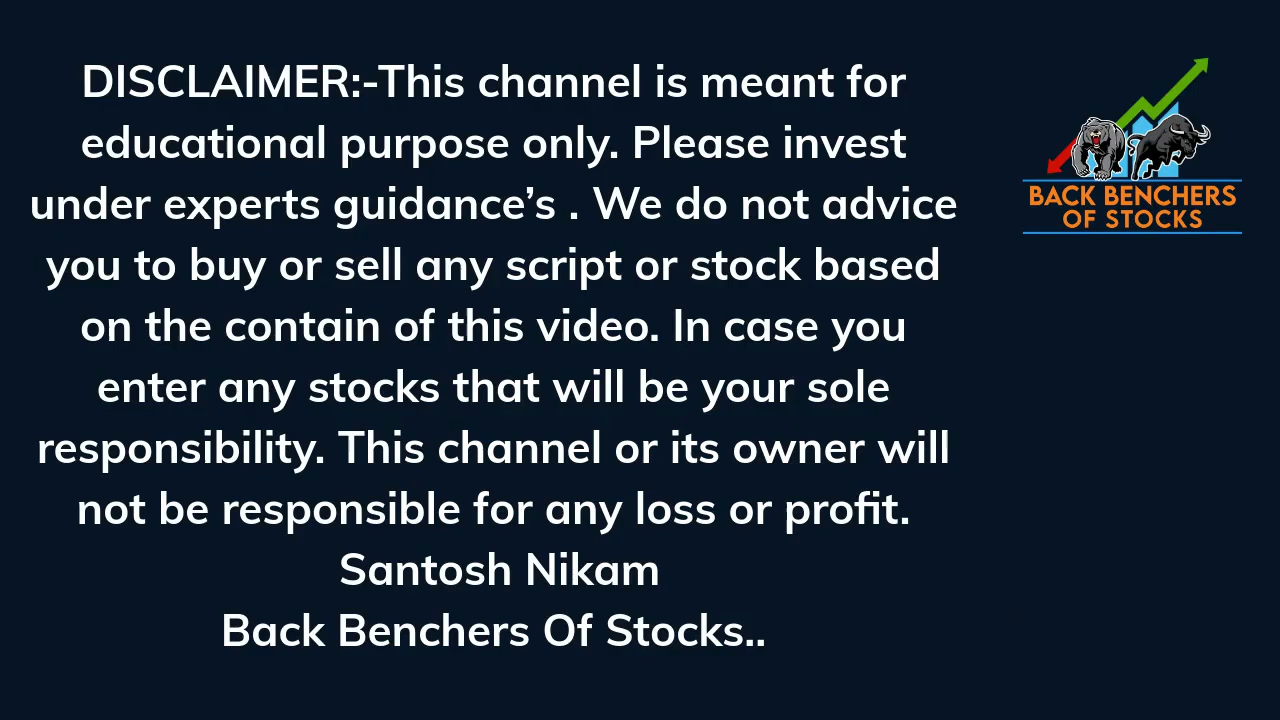 DISCLAIMER:-This channel is meant for
educational purpose only. Please invest
under experts guidance’s . We do not advice
you to buy or sell any script or stock based
on the contain of this video. In case you
enter any stocks that will be your sole
responsibility. This channel or its owner will
not be responsible for any loss or profit.
Santosh Nikam
Back Benchers Of Stocks..
BACK BENCHERS
OF STOCKS